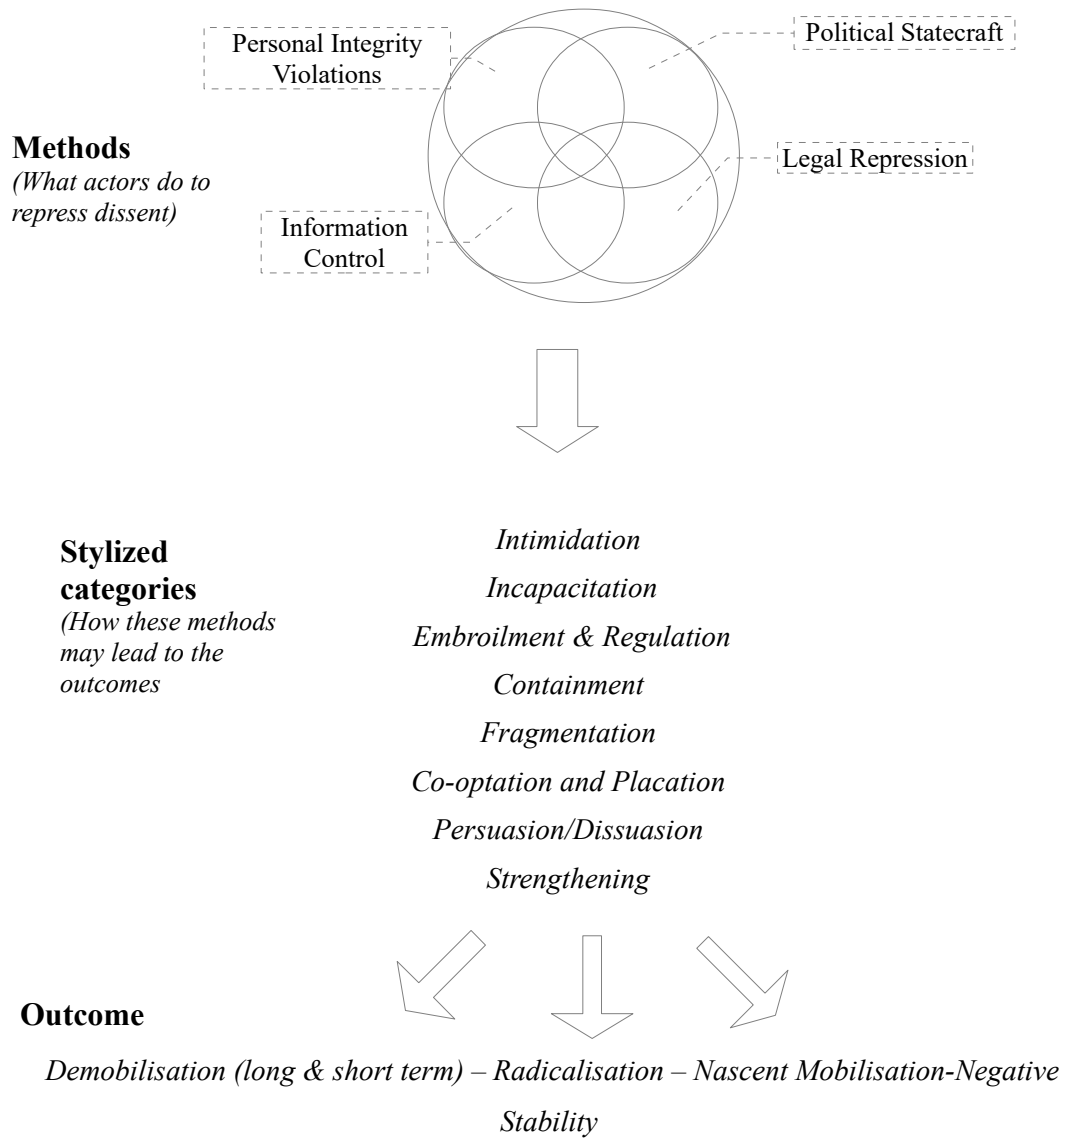 Personal Integrity
Violations
Political Statecraft
Methods
(What actors do to
repress dissent)
Legal Repression
Information
Control
Stylized
categories
(How these methods
may lead to the
outcomes
Intimidation
Incapacitation
Embroilment & Regulation
Containment
Fragmentation
Co-optation and Placation
Persuasion/Dissuasion
Strengthening
Outcome
Demobilisation (long & short term) – Radicalisation – Nascent Mobilisation-Negative
Stability